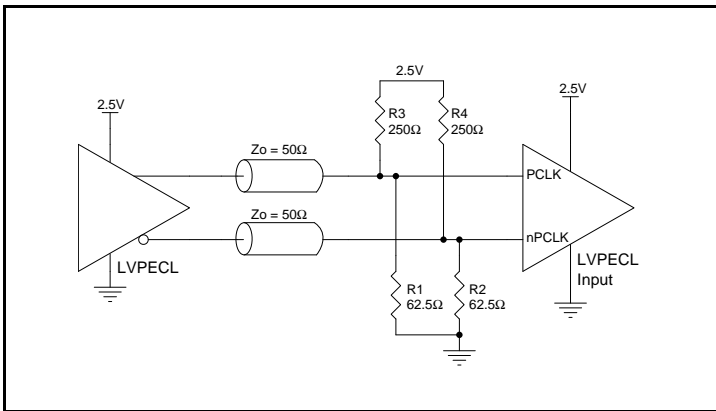 2.5V
2.5V
2.5V
R3
250Ω
R4
250Ω
Zo = 50Ω
PCLK
Zo = 50Ω
nPCLK
LVPECL
LVPECL
Input
R1
62.5Ω
R2
62.5Ω